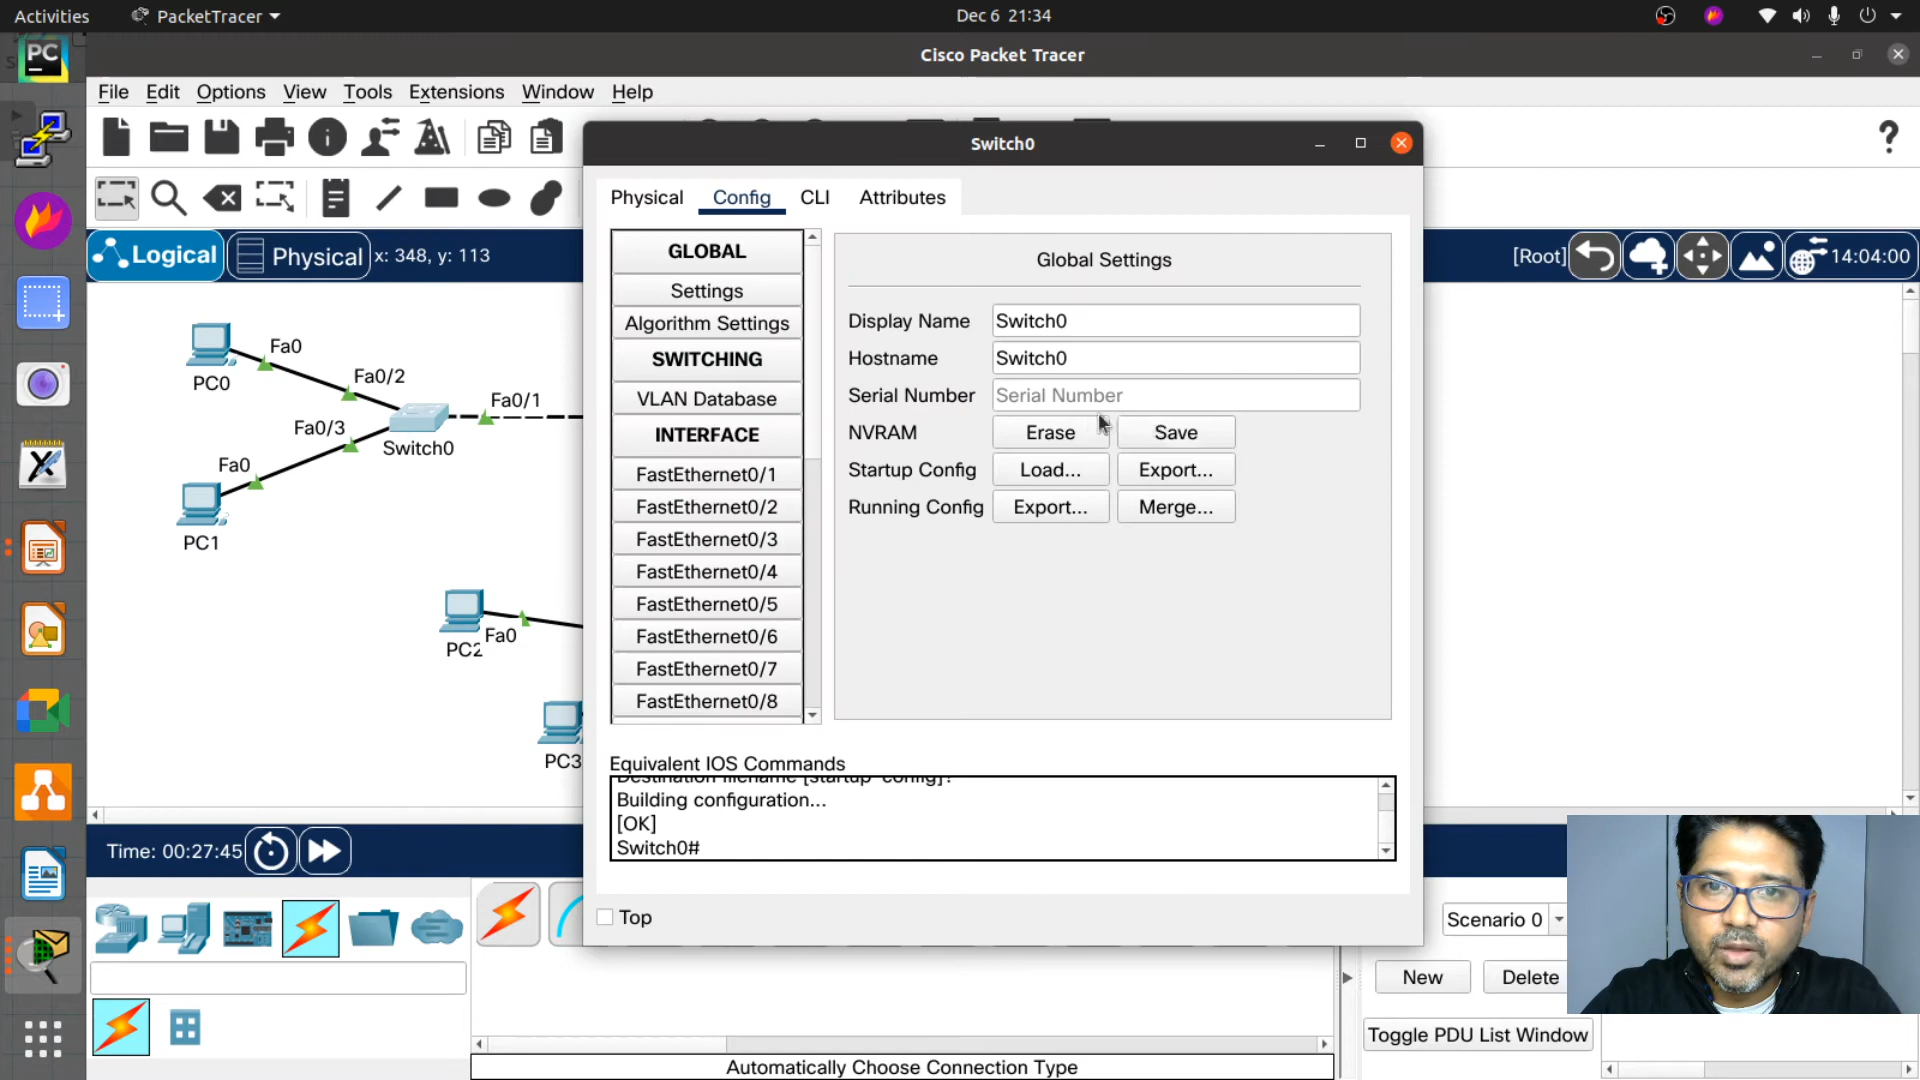 Activities
PacketTracer
Dec 6 21:34
Cisco Packet Tracer
PC
File Edit Options View Tools Extensions Window Help
?
Switch0
Physical Config CLI Attributes
Logical
Physical
x: 348, y: 113
[Root]
14:04:00
GLOBAL
Settings
Algorithm Settings
SWITCHING
VLAN Database
INTERFACE
FastEthernet0/1
FastEthernet0/2
FastEthernet0/3
FastEthernet0/4
FastEthernet0/5
FastEthernet0/6
FastEthernet0/7
FastEthernet0/8
Global Settings
Display Name Switch0
Hostname Switch0
Serial Number Serial Number
NVRAM Erase Save
Startup Config Load... Export...
Running Config Export... Merge...
Fa0
PC0
Fa0/2
Fa0/1
Fa0/3
Switch0
Fa0
PC1
Fa0
PC2
PC3
Equivalent IOS Commands
Destination filename [startup-config]?
Building configuration...
[OK]
Switch0#
Top
Time: 00:27:45
Scenario 0
New
Delete
Toggle PDU List Window
Automatically Choose Connection Type